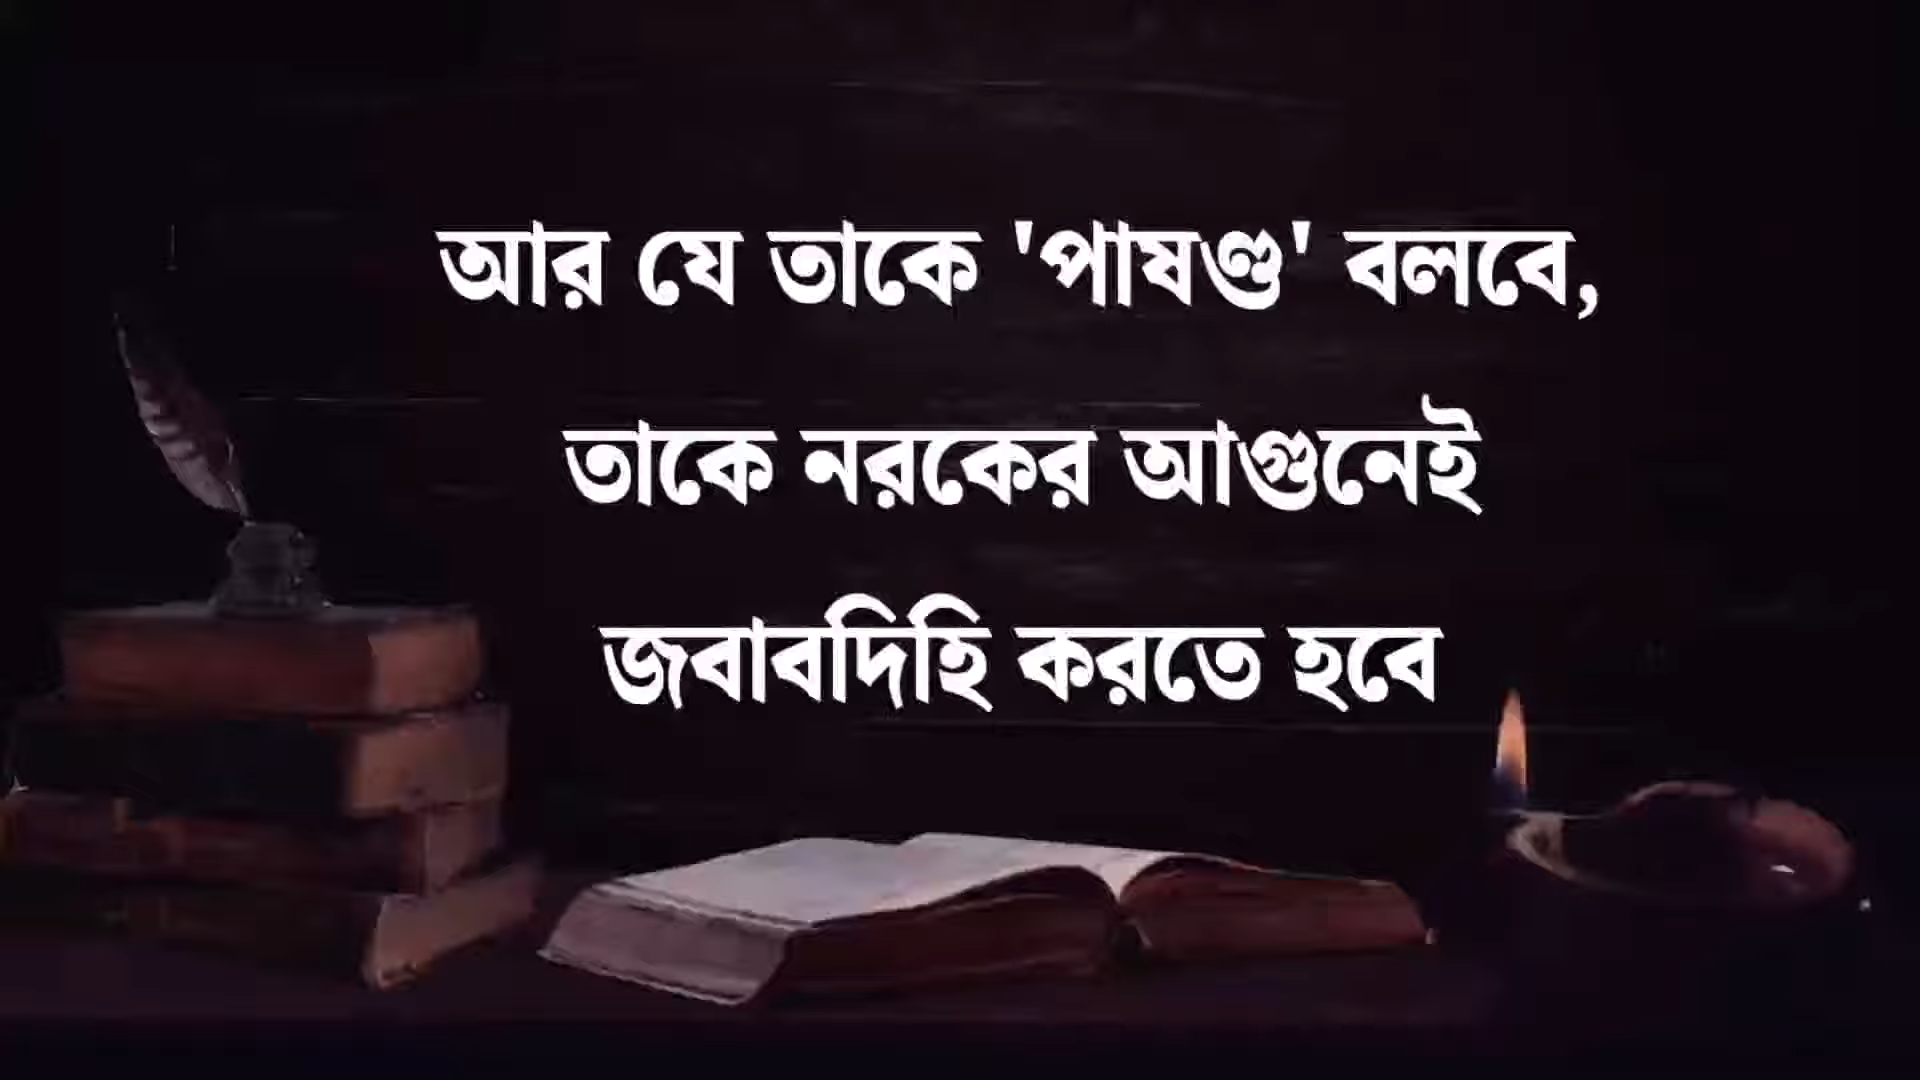 আর যে তাকে 'পাষণ্ড' বলবে,
তাকে নরকের আগুনেই
জবাবদিহি করতে হবে